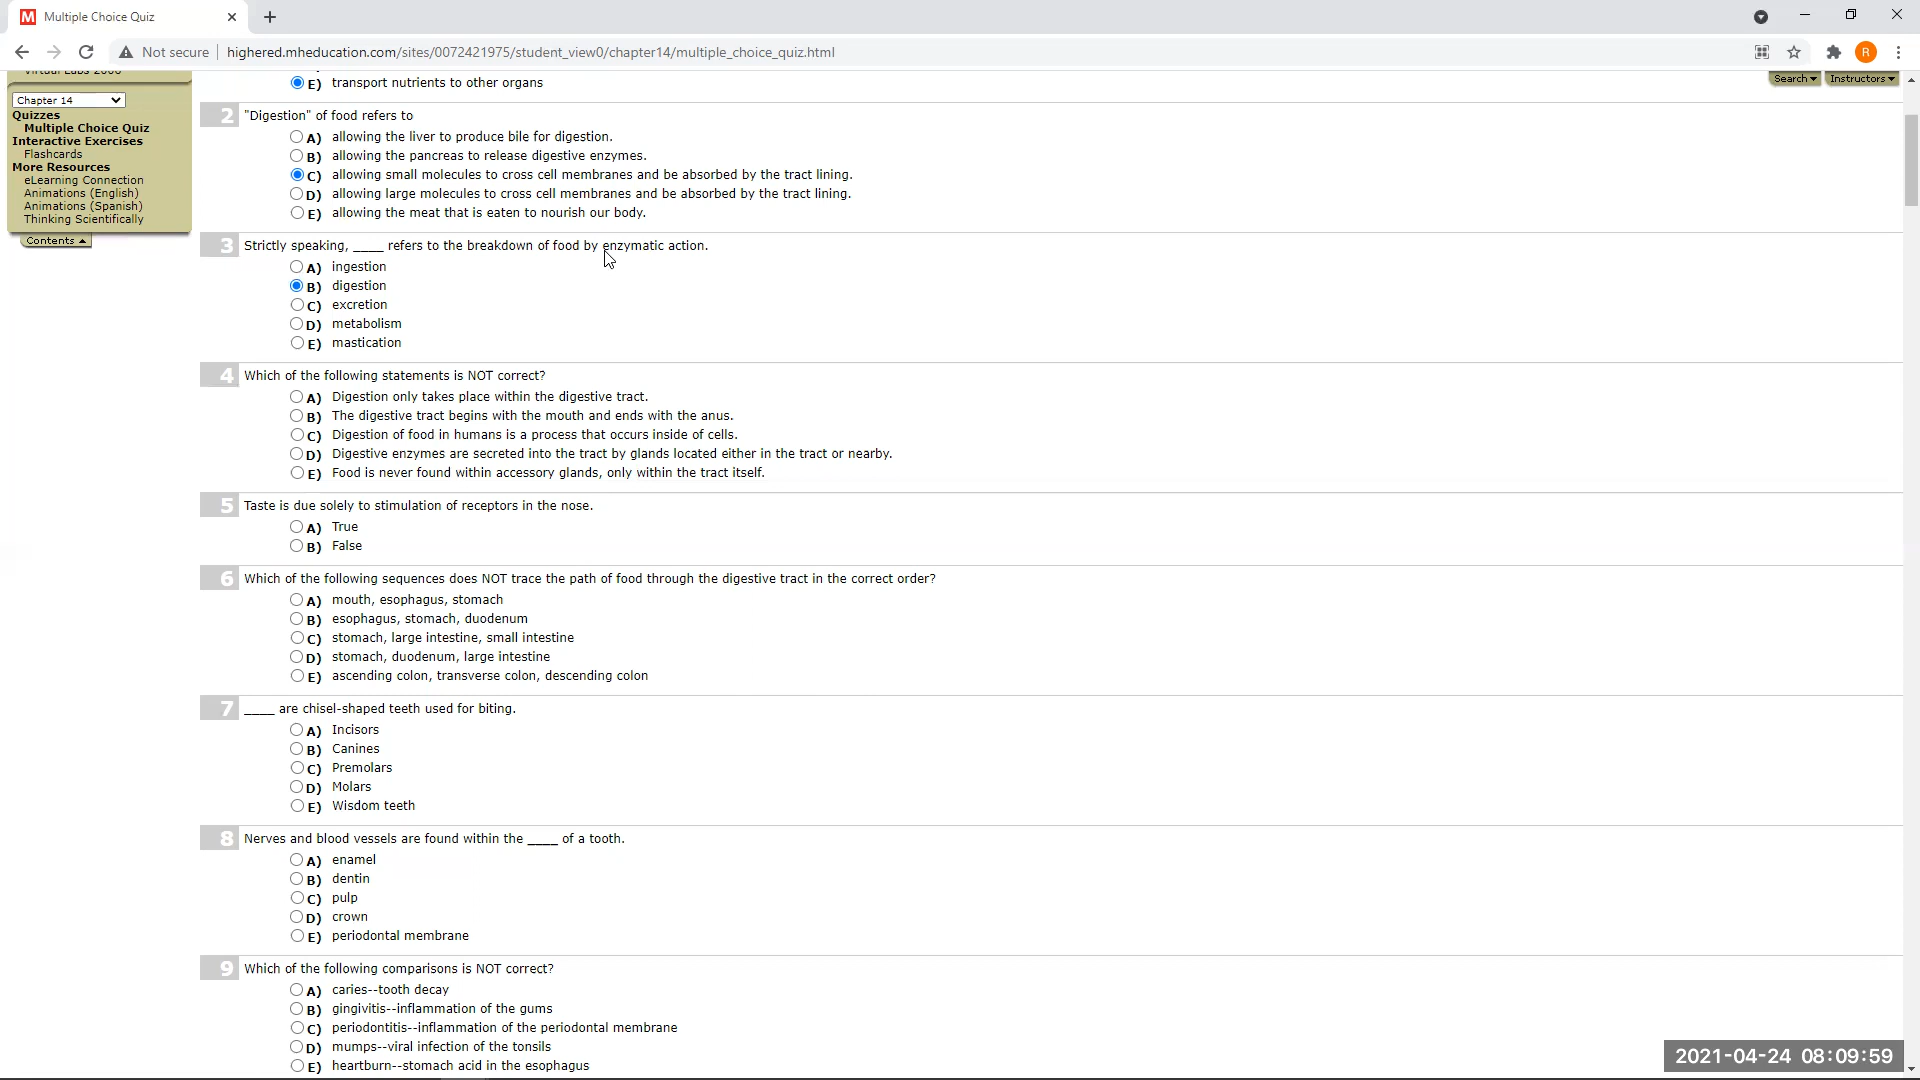 Multiple Choice Quiz
Not secure
highered.mheducation.com/sites/0072421975/student_view0/chapter14/multiple_choice_quiz.html
R
Virtual Labs 2000
Chapter 14
Quizzes
Multiple Choice Quiz
Interactive Exercises
Flashcards
More Resources
eLearning Connection
Animations (English)
Animations (Spanish)
Thinking Scientifically
Contents
Search
Instructors
E) transport nutrients to other organs
2 "Digestion" of food refers to
A) allowing the liver to produce bile for digestion.
B) allowing the pancreas to release digestive enzymes.
C) allowing small molecules to cross cell membranes and be absorbed by the tract lining.
D) allowing large molecules to cross cell membranes and be absorbed by the tract lining.
E) allowing the meat that is eaten to nourish our body.
3 Strictly speaking, ____ refers to the breakdown of food by enzymatic action.
A) ingestion
B) digestion
C) excretion
D) metabolism
E) mastication
4 Which of the following statements is NOT correct?
A) Digestion only takes place within the digestive tract.
B) The digestive tract begins with the mouth and ends with the anus.
C) Digestion of food in humans is a process that occurs inside of cells.
D) Digestive enzymes are secreted into the tract by glands located either in the tract or nearby.
E) Food is never found within accessory glands, only within the tract itself.
5 Taste is due solely to stimulation of receptors in the nose.
A) True
B) False
6 Which of the following sequences does NOT trace the path of food through the digestive tract in the correct order?
A) mouth, esophagus, stomach
B) esophagus, stomach, duodenum
C) stomach, large intestine, small intestine
D) stomach, duodenum, large intestine
E) ascending colon, transverse colon, descending colon
7 ____ are chisel-shaped teeth used for biting.
A) Incisors
B) Canines
C) Premolars
D) Molars
E) Wisdom teeth
8 Nerves and blood vessels are found within the ____ of a tooth.
A) enamel
B) dentin
C) pulp
D) crown
E) periodontal membrane
9 Which of the following comparisons is NOT correct?
A) caries--tooth decay
B) gingivitis--inflammation of the gums
C) periodontitis--inflammation of the periodontal membrane
D) mumps--viral infection of the tonsils
E) heartburn--stomach acid in the esophagus
2021-04-24 08:09:59